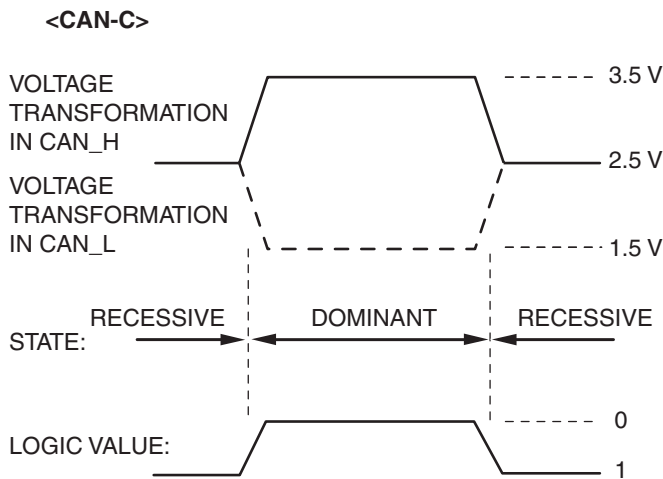 <CAN-C>
VOLTAGE
TRANSFORMATION
IN CAN_H
3.5 V
2.5 V
VOLTAGE
TRANSFORMATION
IN CAN_L
1.5 V
RECESSIVE DOMINANT RECESSIVE
STATE:
0
LOGIC VALUE:
1